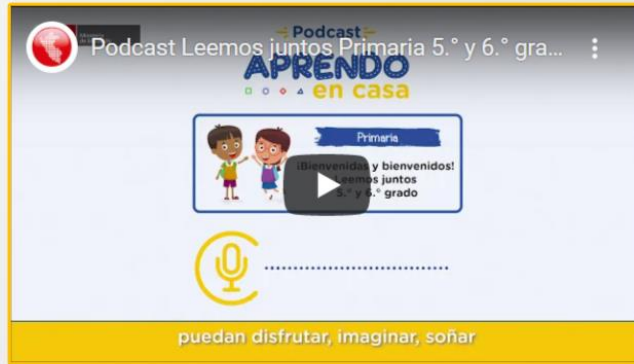 Podcast
Podcast Leemos juntos Primaria 5.° y 6.° gra...
APRENDO
en casa
Primaria
¡Bienvenidas y bienvenidos!
Leemos juntos
5.° y 6.° grado
puedan disfrutar, imaginar, soñar